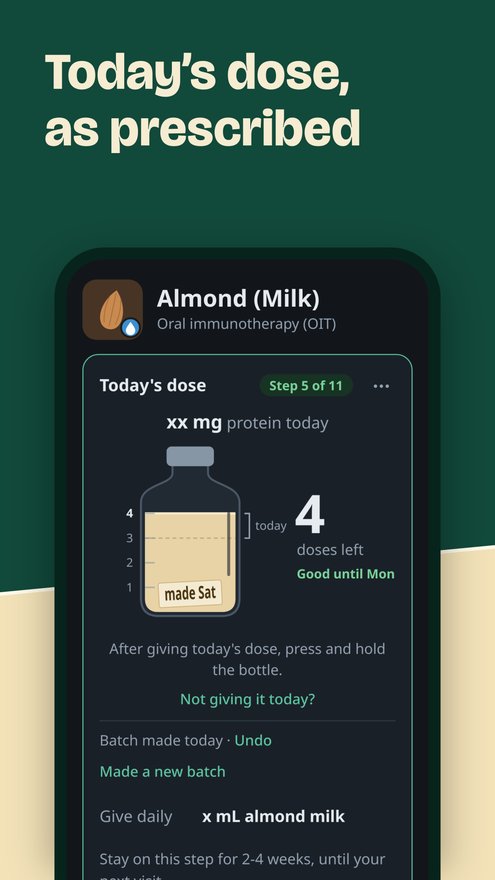 Today's dose,
as prescribed
Almond (Milk)
Oral immunotherapy (OIT)
Today's dose
Step 5 of 11
xx mg protein today
4
3
2
1
today
4
doses left
Good until Mon
made Sat
After giving today's dose, press and hold
the bottle.
Not giving it today?
Batch made today · Undo
Made a new batch
Give daily
x mL almond milk
Stay on this step for 2-4 weeks, until your
next visit